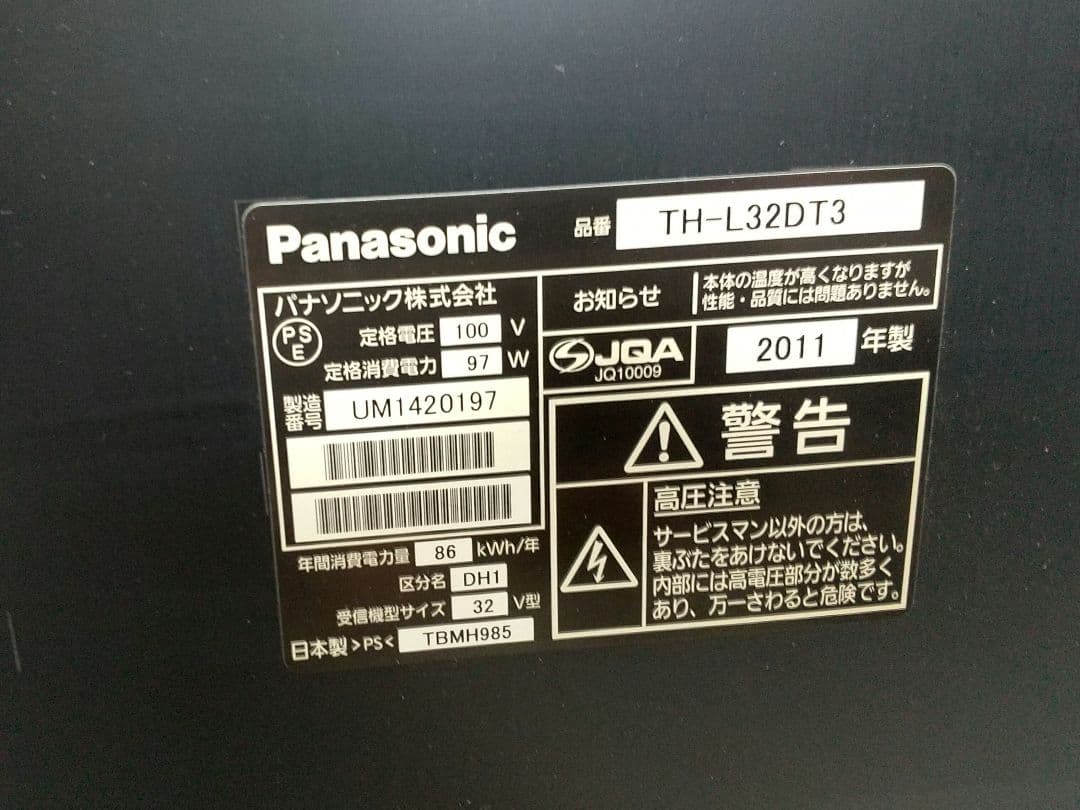 Panasonic
品番 TH-L32DT3
パナソニック株式会社
PS
E
定格電圧 100 V
定格消費電力 97 W
製造
番号
UM1420197
年間消費電力量 86 kWh/年
区分名 DH1
受信機型サイズ 32 V型
日本製 >PS< TBMH985
お知らせ
本体の温度が高くなりますが
性能・品質には問題ありません。
JQA
JQ10009
2011 年製
警告
高圧注意
サービスマン以外の方は、
裏ぶたをあけないでください。
内部には高電圧部分が数多く
あり、万一さわると危険です。